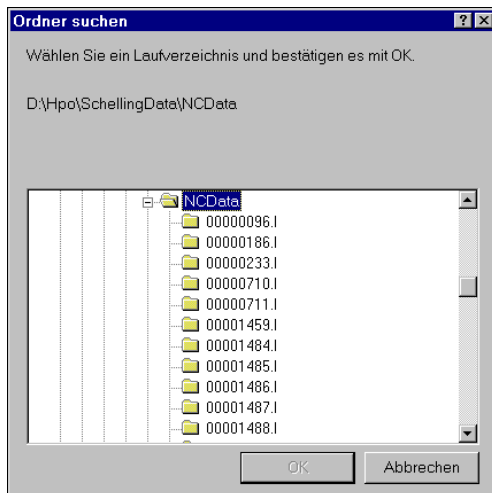 Ordner suchen
Wählen Sie ein Laufverzeichnis und bestätigen es mit OK.
D:\Hpo\SchellingData\NCData
NCData
00000096.l
00000186.l
00000233.l
00000710.l
00000711.l
00001459.l
00001484.l
00001485.l
00001486.l
00001487.l
00001488.l
OK
Abbrechen